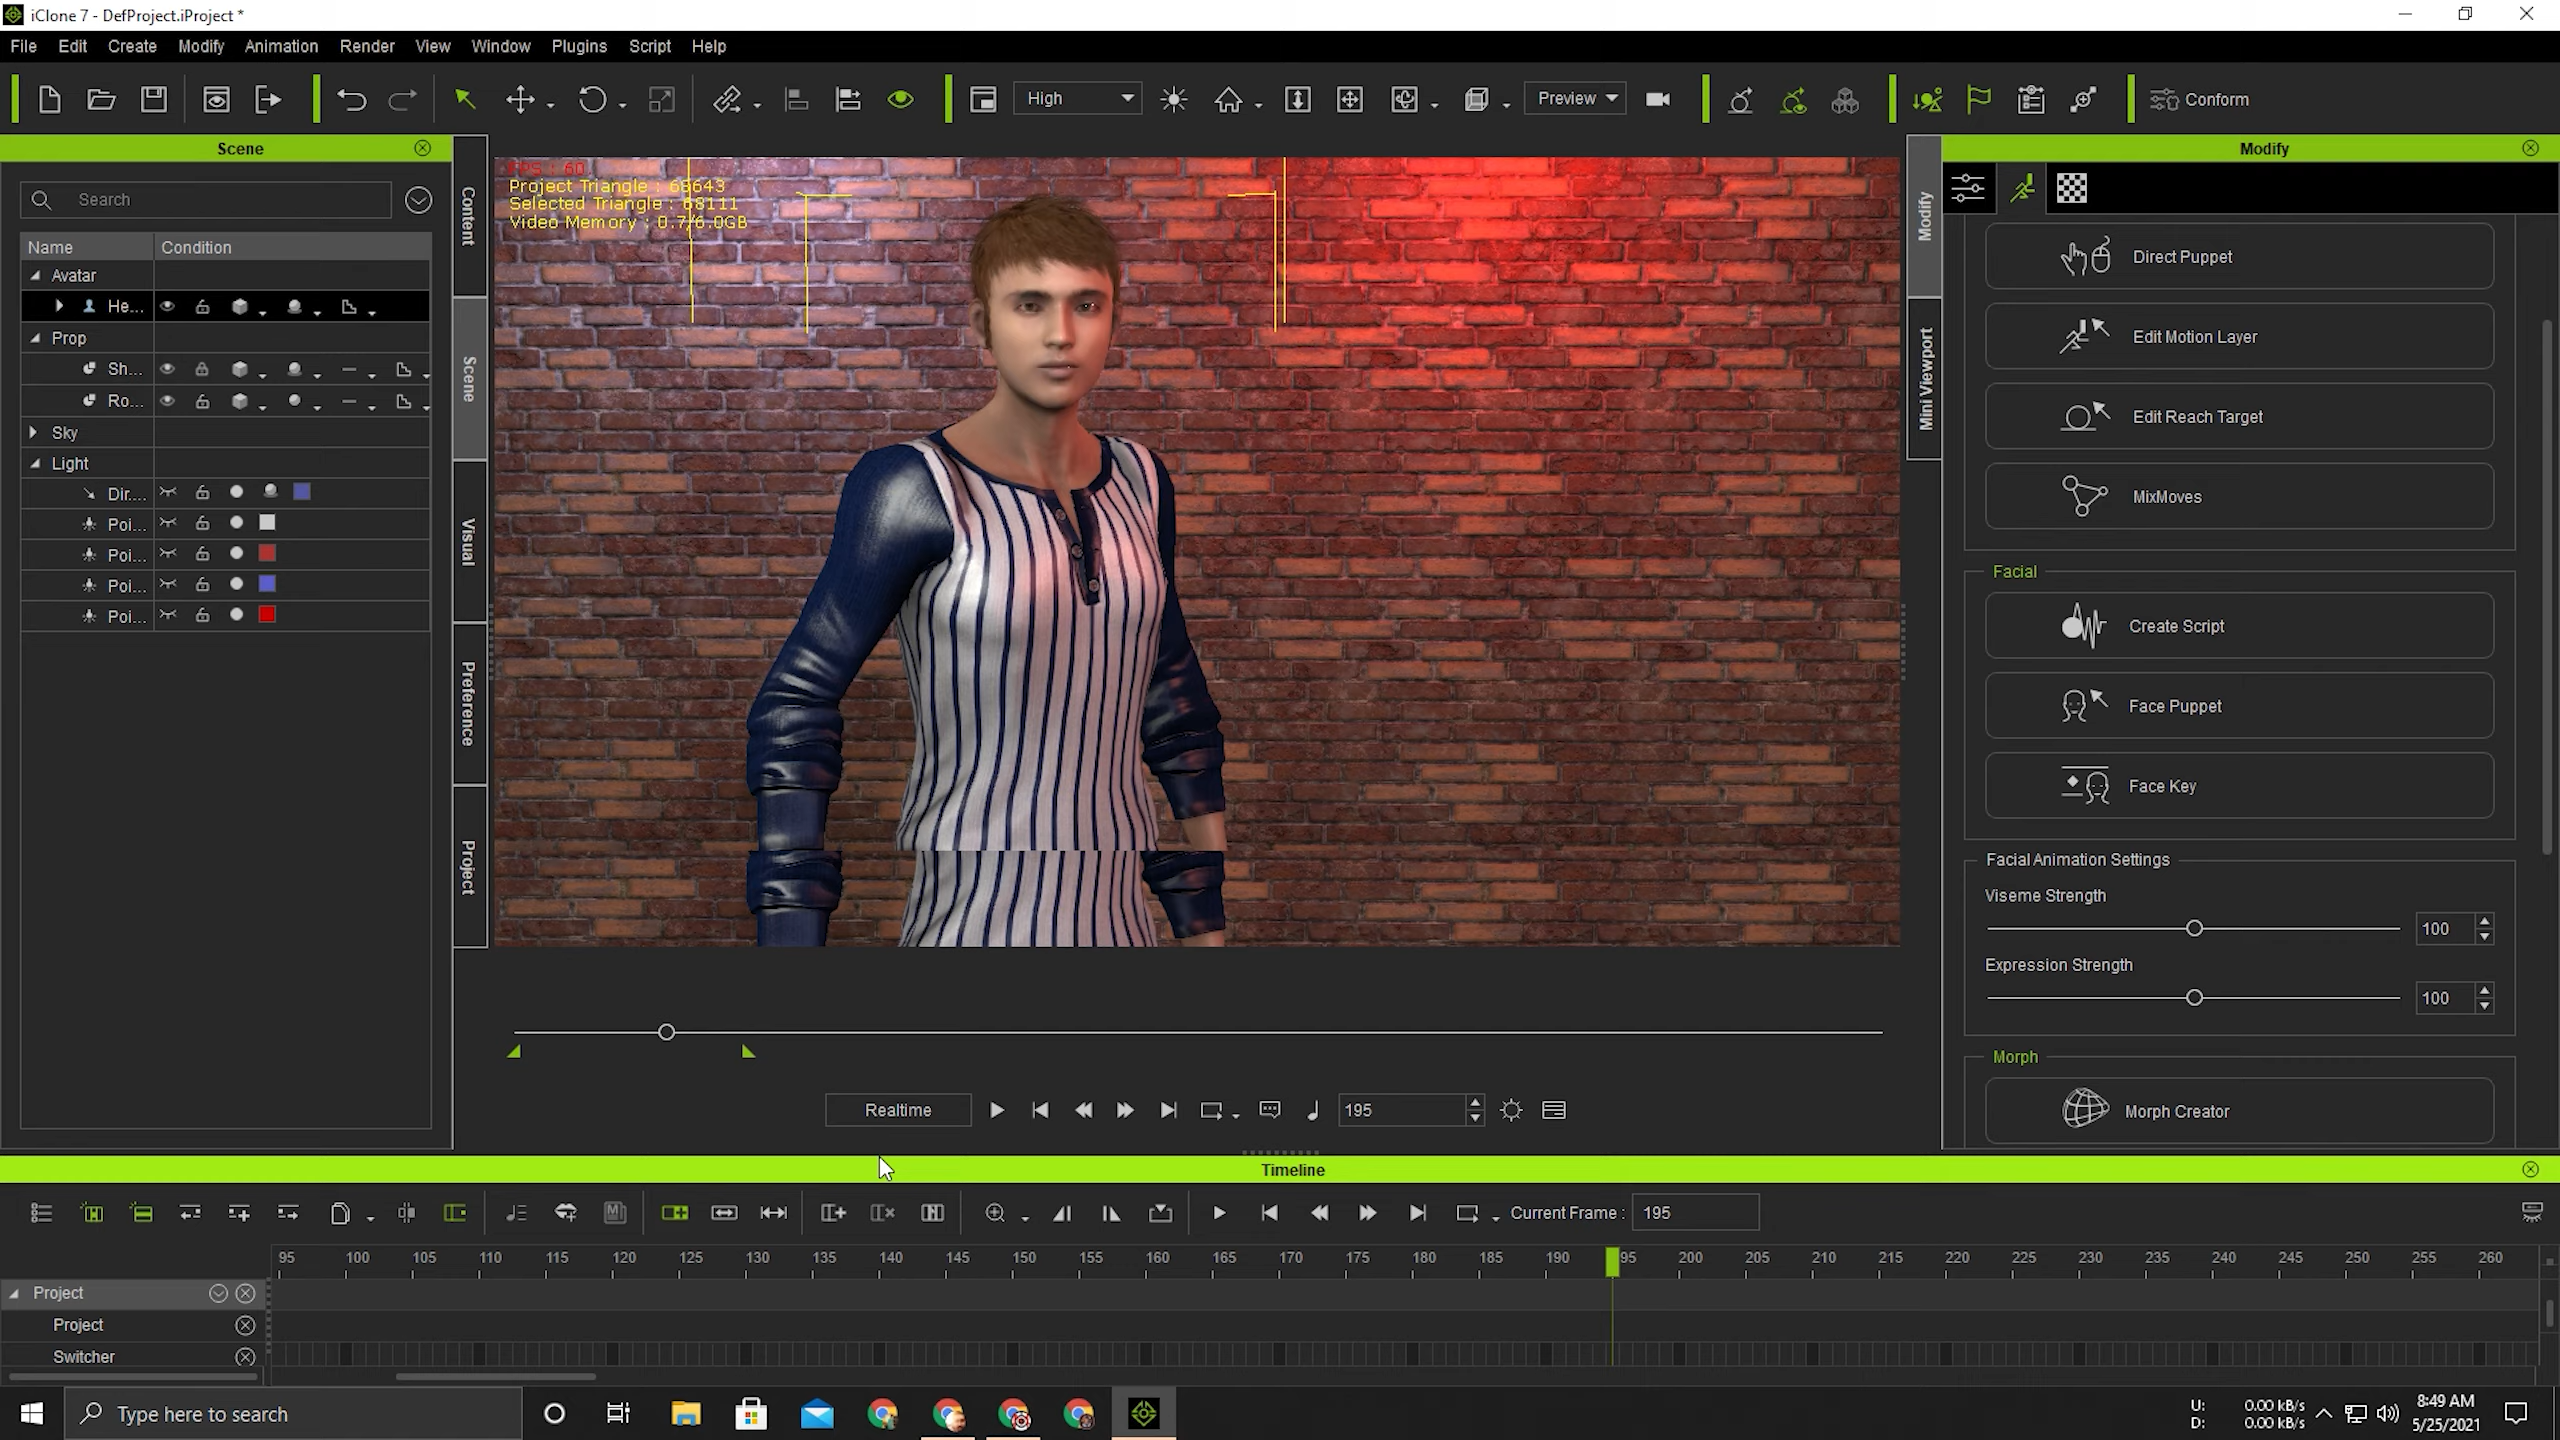 iClone 7 - DefProject.iProject *
File Edit Create Modify Animation Render View Window Plugins Script Help
High
Preview
Conform
Scene
Search
Name Condition
Avatar
He...
Prop
Sh...
Ro...
Sky
Light
Dir....
Poi...
Poi...
Poi...
Poi...
Content
Scene
Visual
Preference
Project
FPS : 60
Project Triangle : 68643
Selected Triangle : 68111
Video Memory : 0.7/6.0GB
Modify
Mini Viewport
Modify
Direct Puppet
Edit Motion Layer
Edit Reach Target
MixMoves
Facial
Create Script
Face Puppet
Face Key
Facial Animation Settings
Viseme Strength
100
Expression Strength
100
Morph
Morph Creator
Realtime
195
Timeline
Current Frame : 195
95 100 105 110 115 120 125 130 135 140 145 150 155 160 165 170 175 180 185 190 95 200 205 210 215 220 225 230 235 240 245 250 255 260
Project
Project
Switcher
Type here to search
U: 0.00 kB/s
D: 0.00 kB/s
8:49 AM
5/25/2021